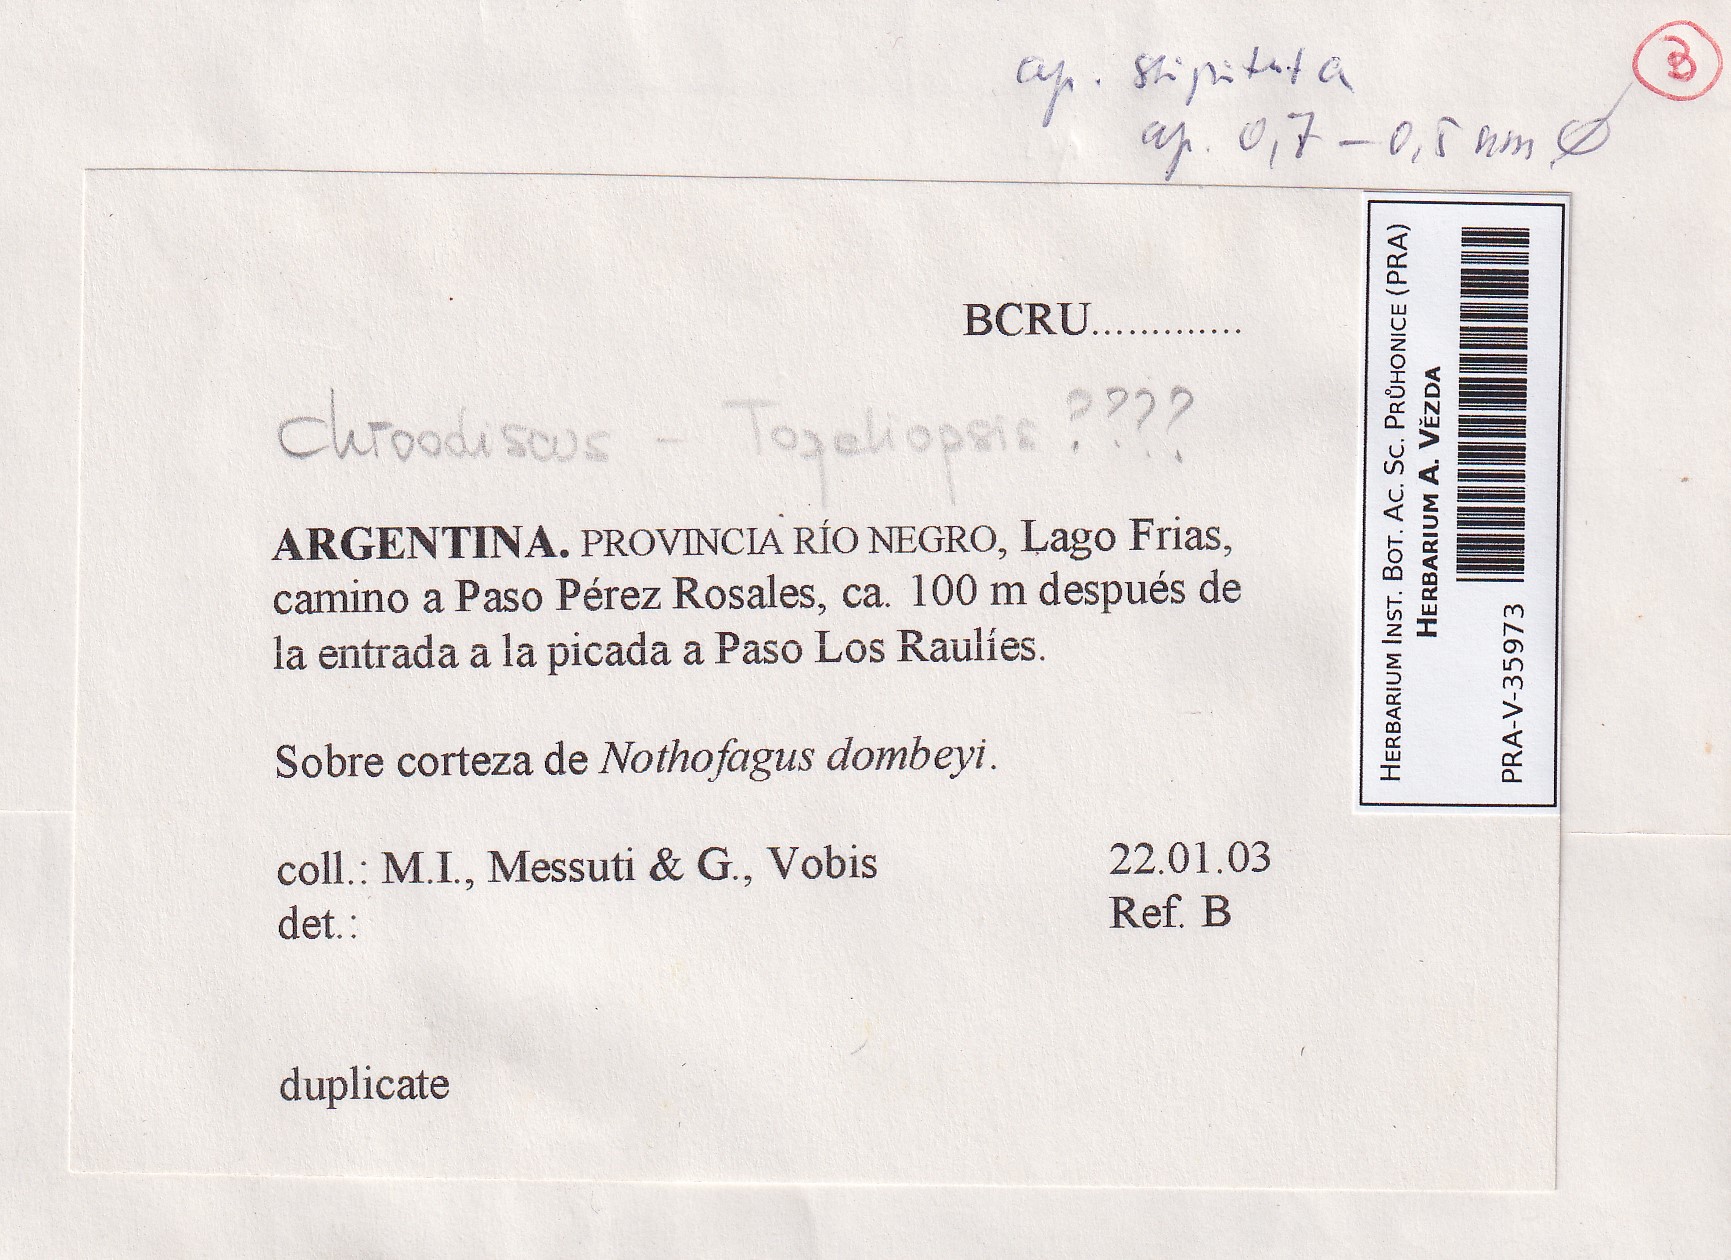 B
ap. stipitata
ap. 0,7 – 0,5 mm ∅
BCRU.............
Chroodiscus – Topeliopsis ????
ARGENTINA. PROVINCIA RÍO NEGRO, Lago Frias,
camino a Paso Pérez Rosales, ca. 100 m después de
la entrada a la picada a Paso Los Raulíes.
Sobre corteza de Nothofagus dombeyi.
coll.: M.I., Messuti & G., Vobis 22.01.03
det.: Ref. B
duplicate
HERBARIUM INST. BOT. AC. SC. PRŮHONICE (PRA)
HERBARIUM A. VĚZDA
PRA-V-35973